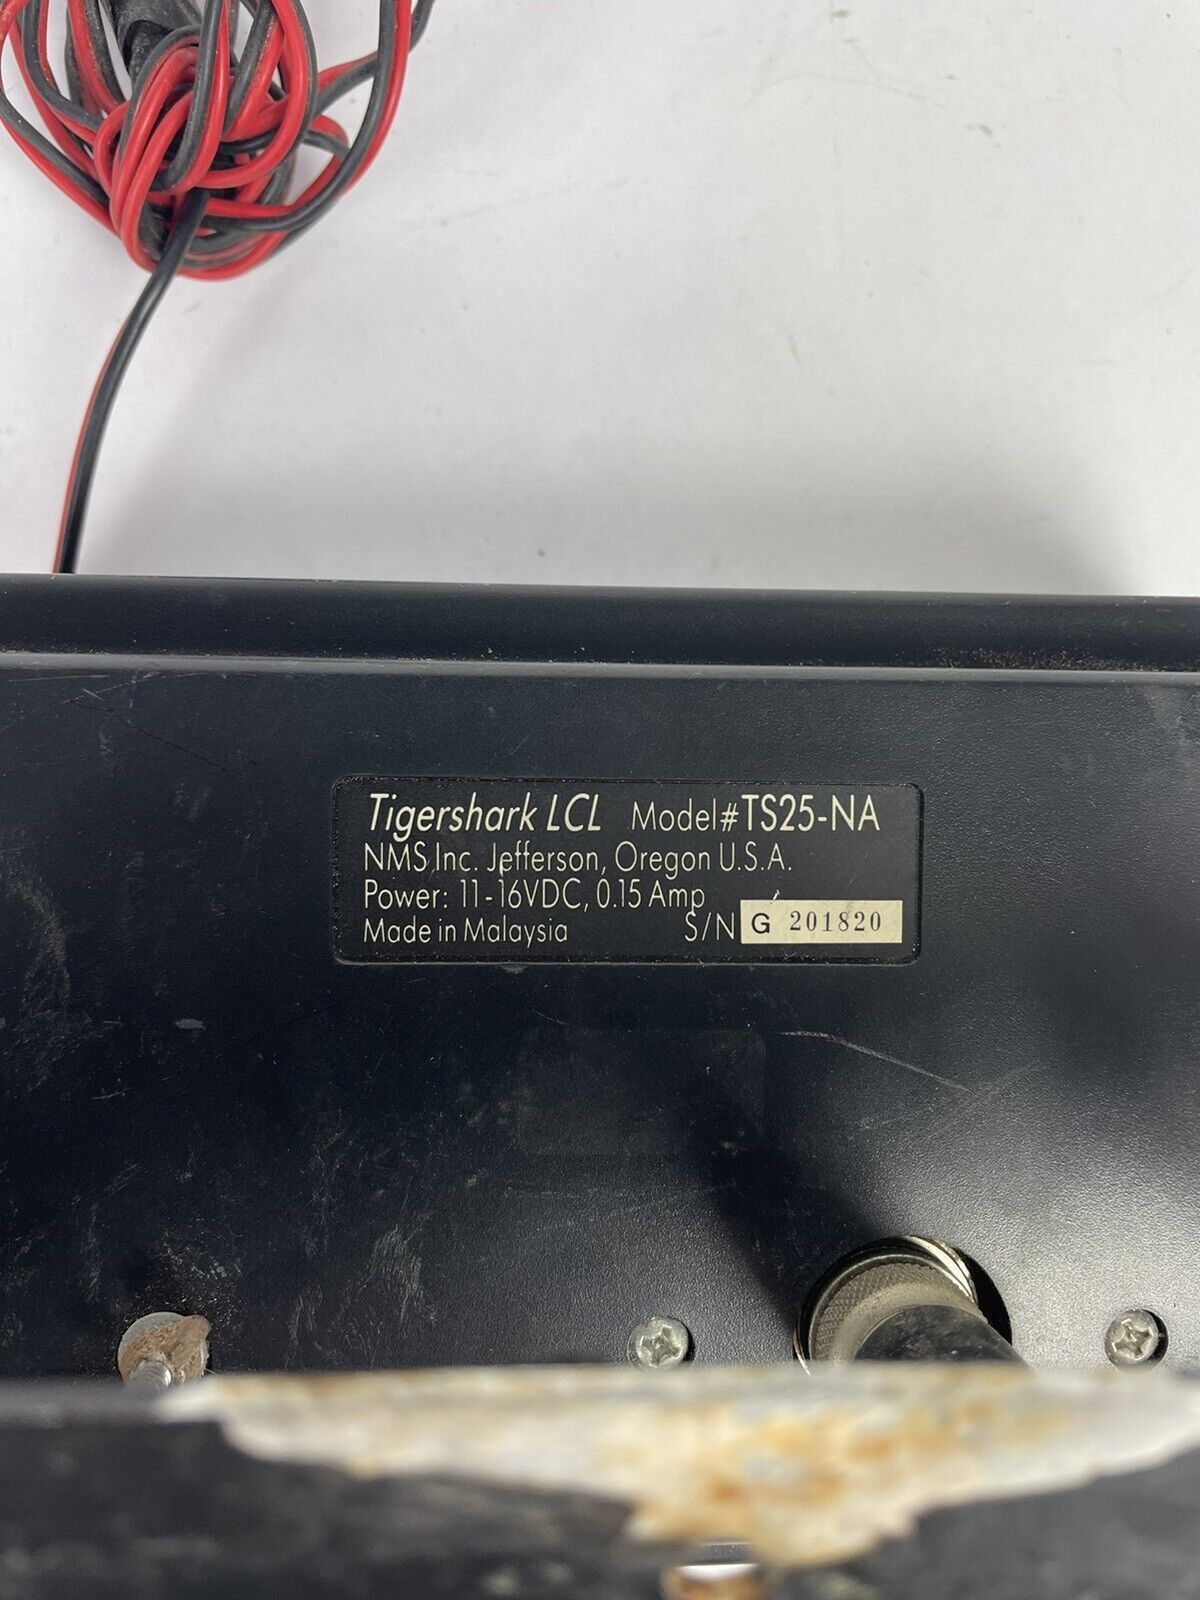 Tigershark LCL Model#TS25-NA
NMS Inc. Jefferson, Oregon U.S.A.
Power: 11-16VDC, 0.15 Amp
Made in Malaysia S/N G 201820